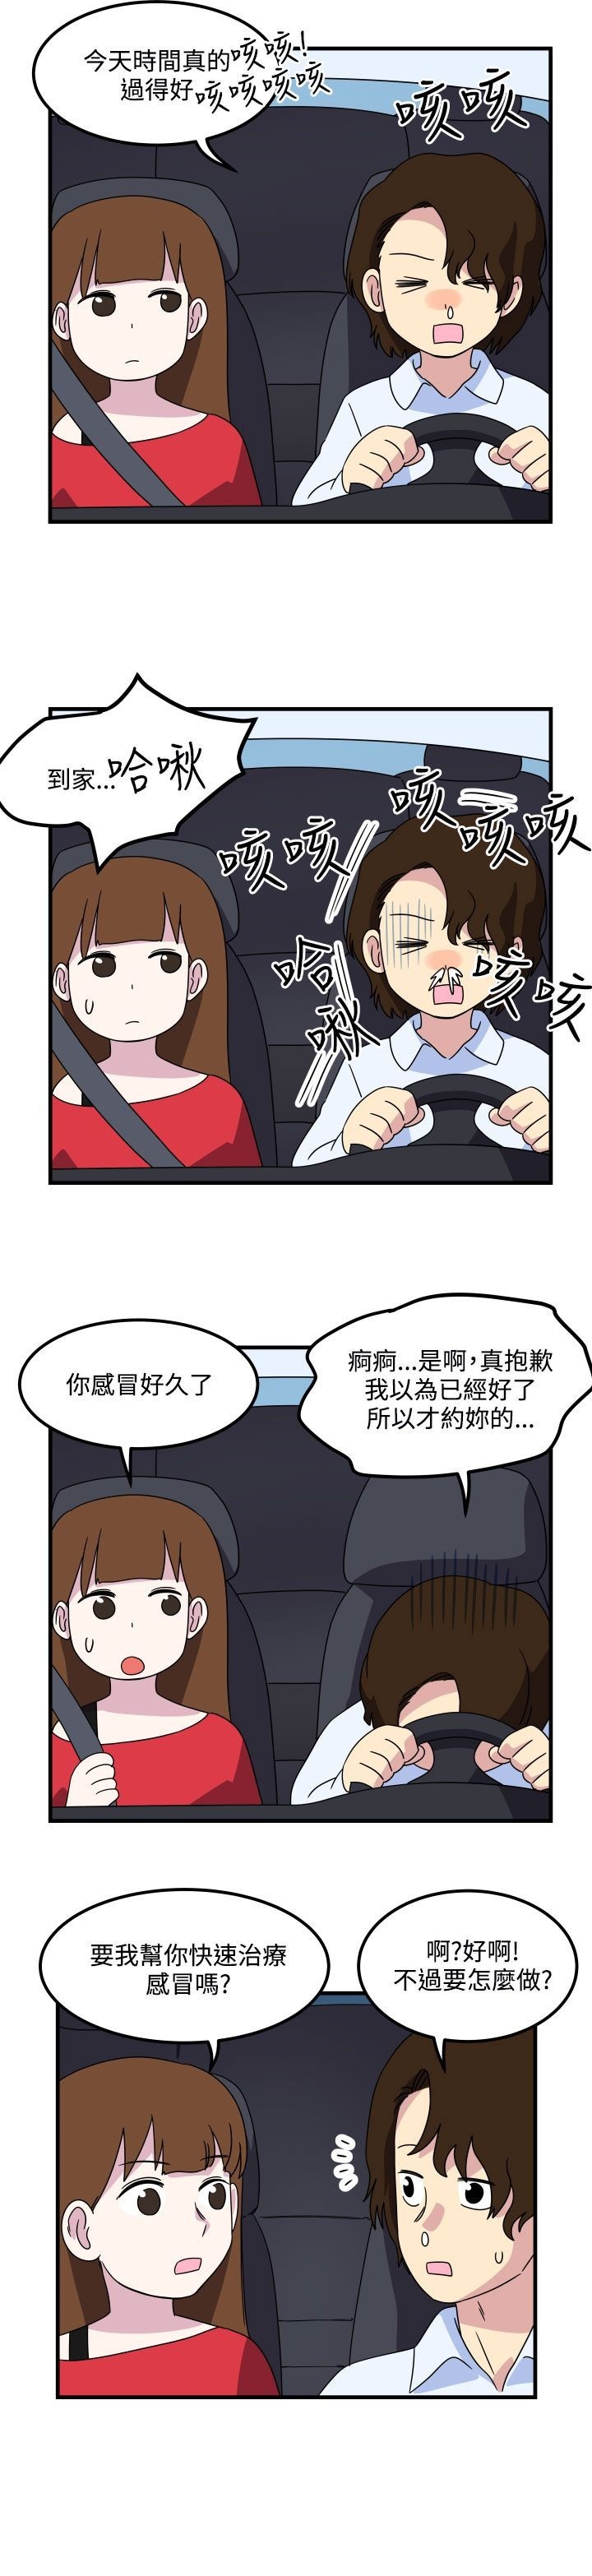 今天時間真的咳咳!
過得好咳咳咳咳
咳咳
到家...哈啾
咳咳
咳咳咳
哈啾
咳咳
你感冒好久了
痾痾...是啊,真抱歉
我以為已經好了
所以才約妳的...
要我幫你快速治療
感冒嗎?
啊?好啊!
不過要怎麼做?